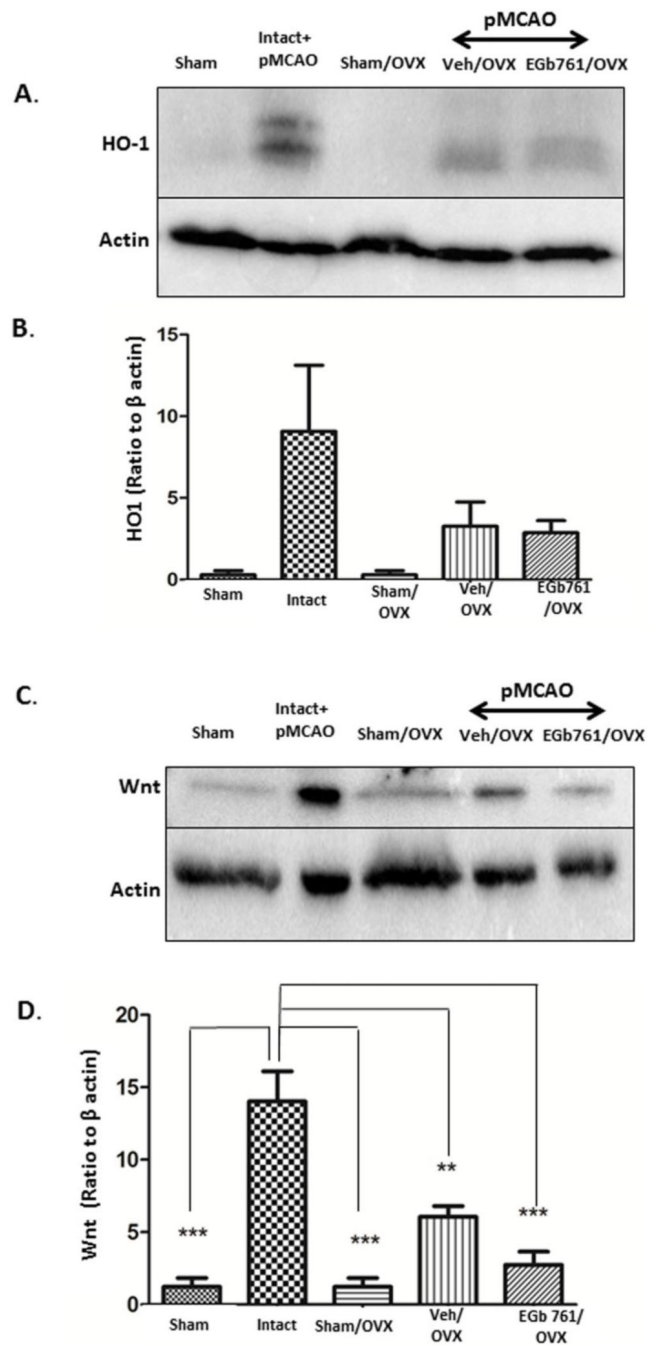 pMCAO
Intact+
pMCAO
Sham
Sham/OVX
Veh/OVX
EGb761/OVX
A.
HO-1
Actin
B.
HO1 (Ratio to β actin)
15
10
5
0
Sham
Intact
Sham/
OVX
Veh/
OVX
EGb761
/OVX
C.
pMCAO
Intact+
pMCAO
Sham
Sham/OVX
Veh/OVX
EGb761/OVX
Wnt
Actin
D.
Wnt (Ratio to β actin)
20
15
10
5
0
***
***
**
***
Sham
Intact
Sham/OVX
Veh/
OVX
EGb 761/
OVX